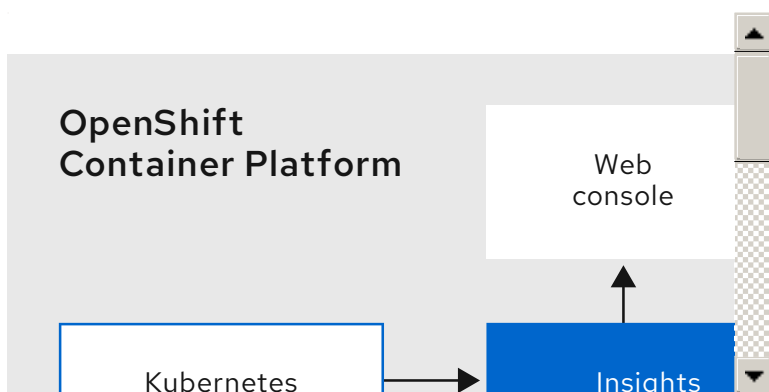 OpenShift
Container Platform
Web
console
Kubernetes
Insights